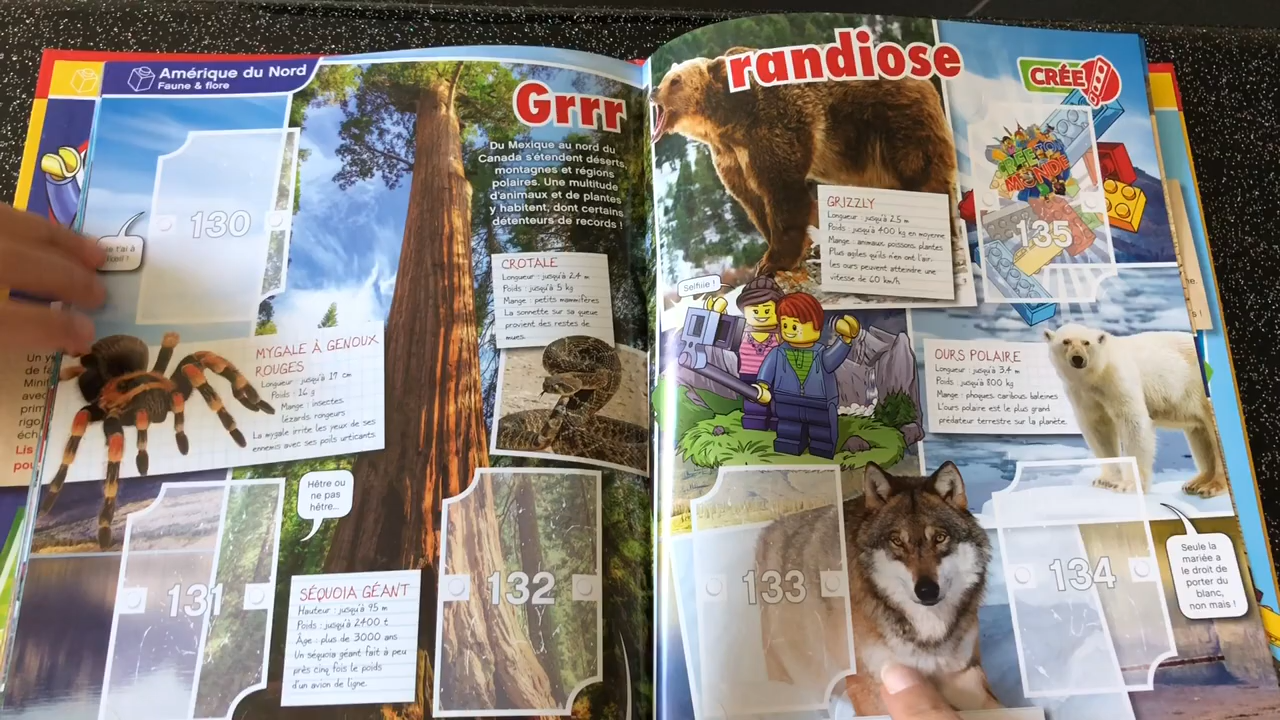 Amérique du Nord
Faune & flore
Grrr
randiose
CRÉE
Du Mexique au nord du
Canada s'étendent déserts,
montagnes et régions
polaires. Une multitude
d'animaux et de plantes
y habitent, dont certains
détenteurs de records !
130
je t'ai à
l'œil !
MYGALE À GENOUX
ROUGES
Longueur : jusqu'à 17 cm
Poids : 16 g
Mange : insectes,
lézards, rongeurs
La mygale irrite les yeux de ses
ennemis avec ses poils urticants.
CROTALE
Longueur : jusqu'à 2,4 m
Poids : jusqu'à 5 kg
Mange : petits mammifères
La sonnette sur sa queue
provient des restes de
mues.
Hêtre ou
ne pas
hêtre...
131
SÉQUOIA GÉANT
Hauteur : jusqu'à 95 m
Poids : jusqu'à 2400 t
Âge : plus de 3000 ans
Un séquoia géant fait à peu
près cinq fois le poids
d'un avion de ligne.
132
GRIZZLY
Longueur : jusqu'à 2,5 m
Poids : jusqu'à 400 kg en moyenne
Mange : animaux, poissons, plantes
Plus agiles qu'ils n'en ont l'air,
les ours peuvent atteindre une
vitesse de 60 km/h.
MONDE
135
Selfiiie !
OURS POLAIRE
Longueur : jusqu'à 3,4 m
Poids : jusqu'à 800 kg
Mange : phoques, caribous, baleines
L'ours polaire est le plus grand
prédateur terrestre sur la planète.
133
134
Seule la
mariée a
le droit de
porter du
blanc,
non mais !
Lis